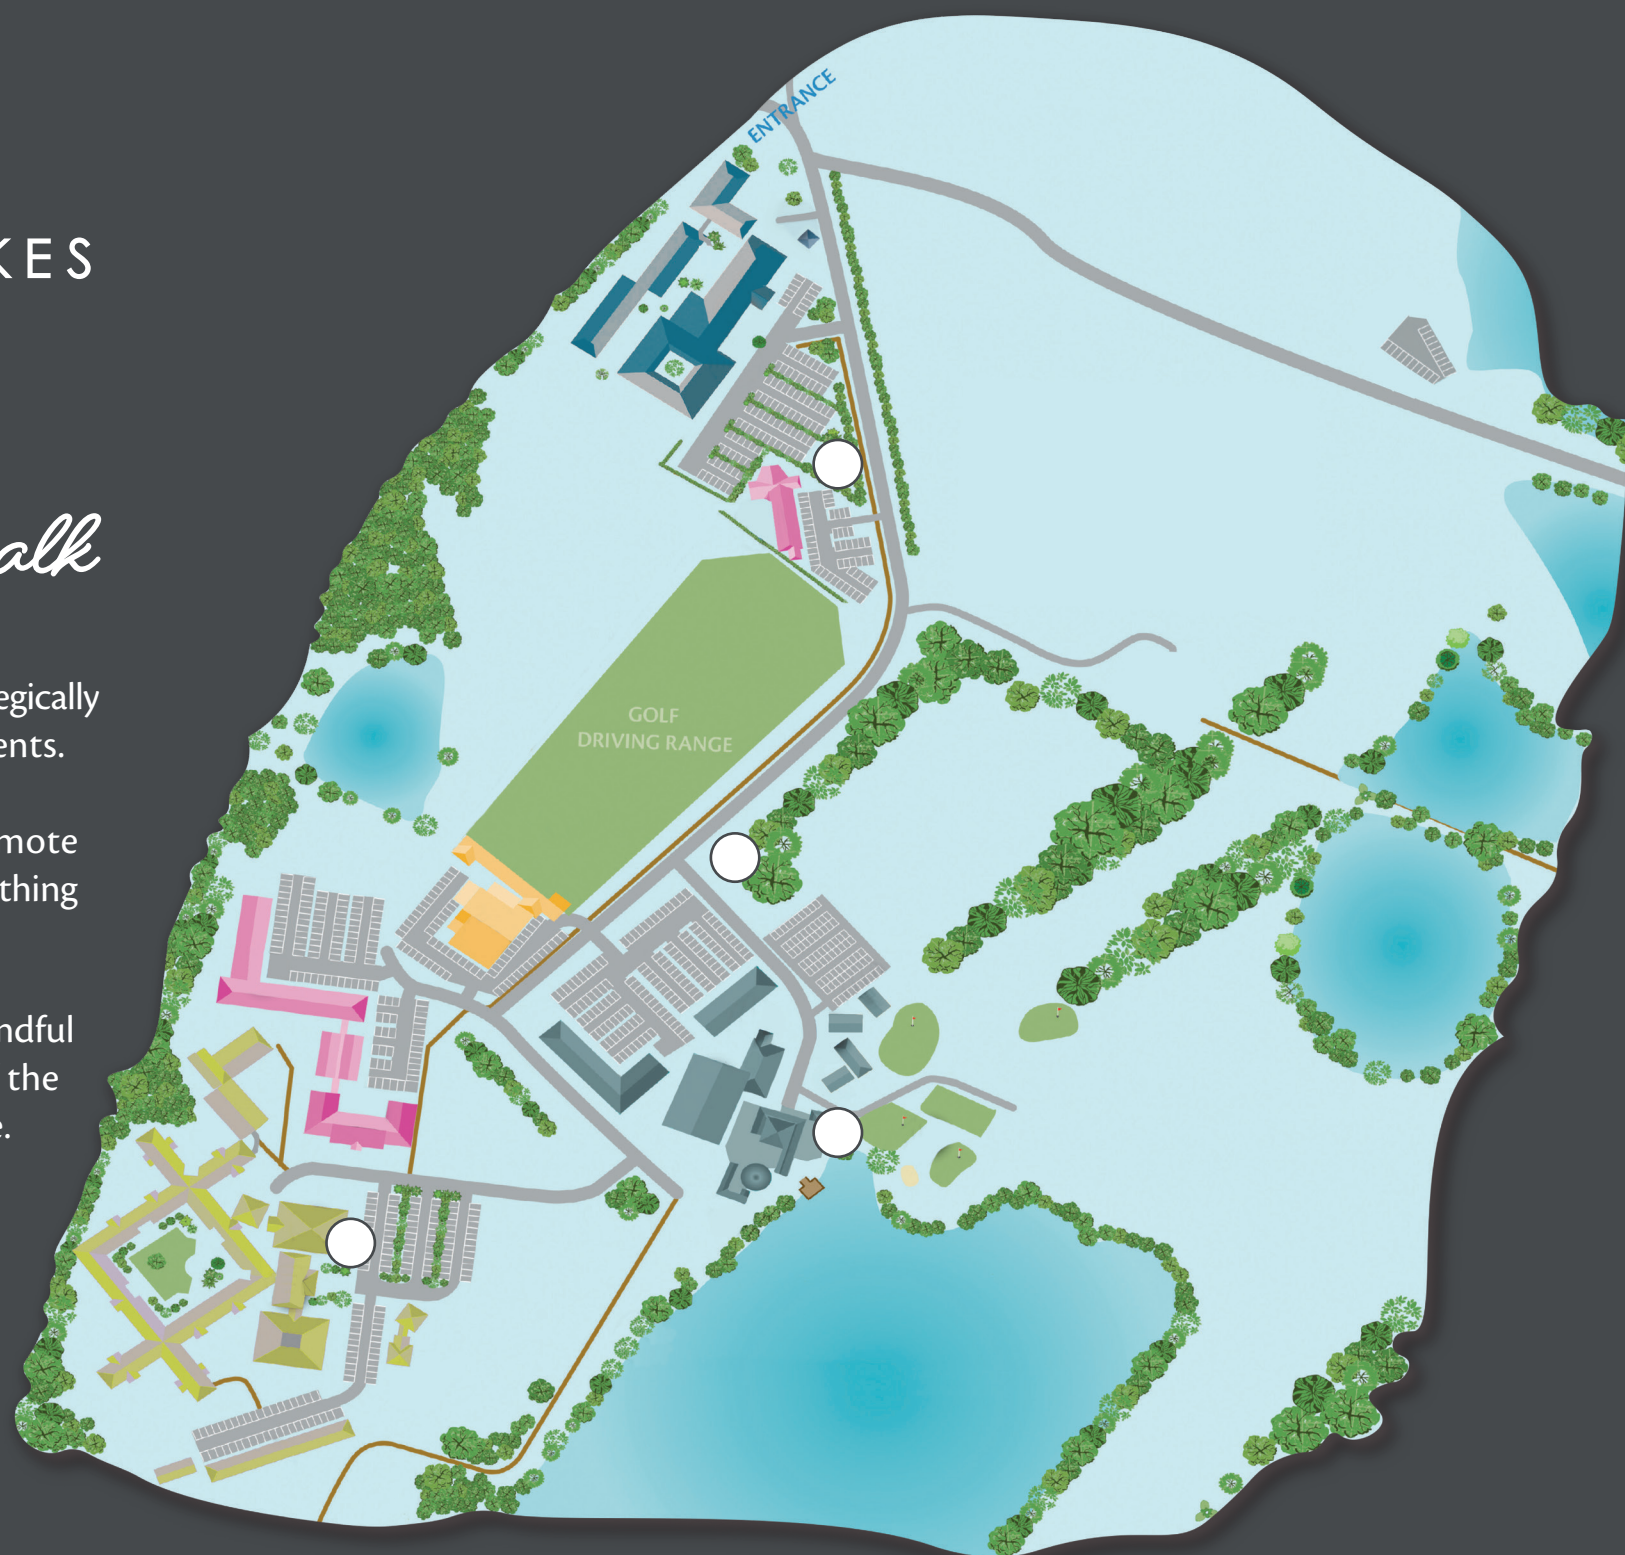 KES
alk
egically
ents.
mote
thing
ndful
the
e.
ENTRANCE
GOLF
DRIVING RANGE